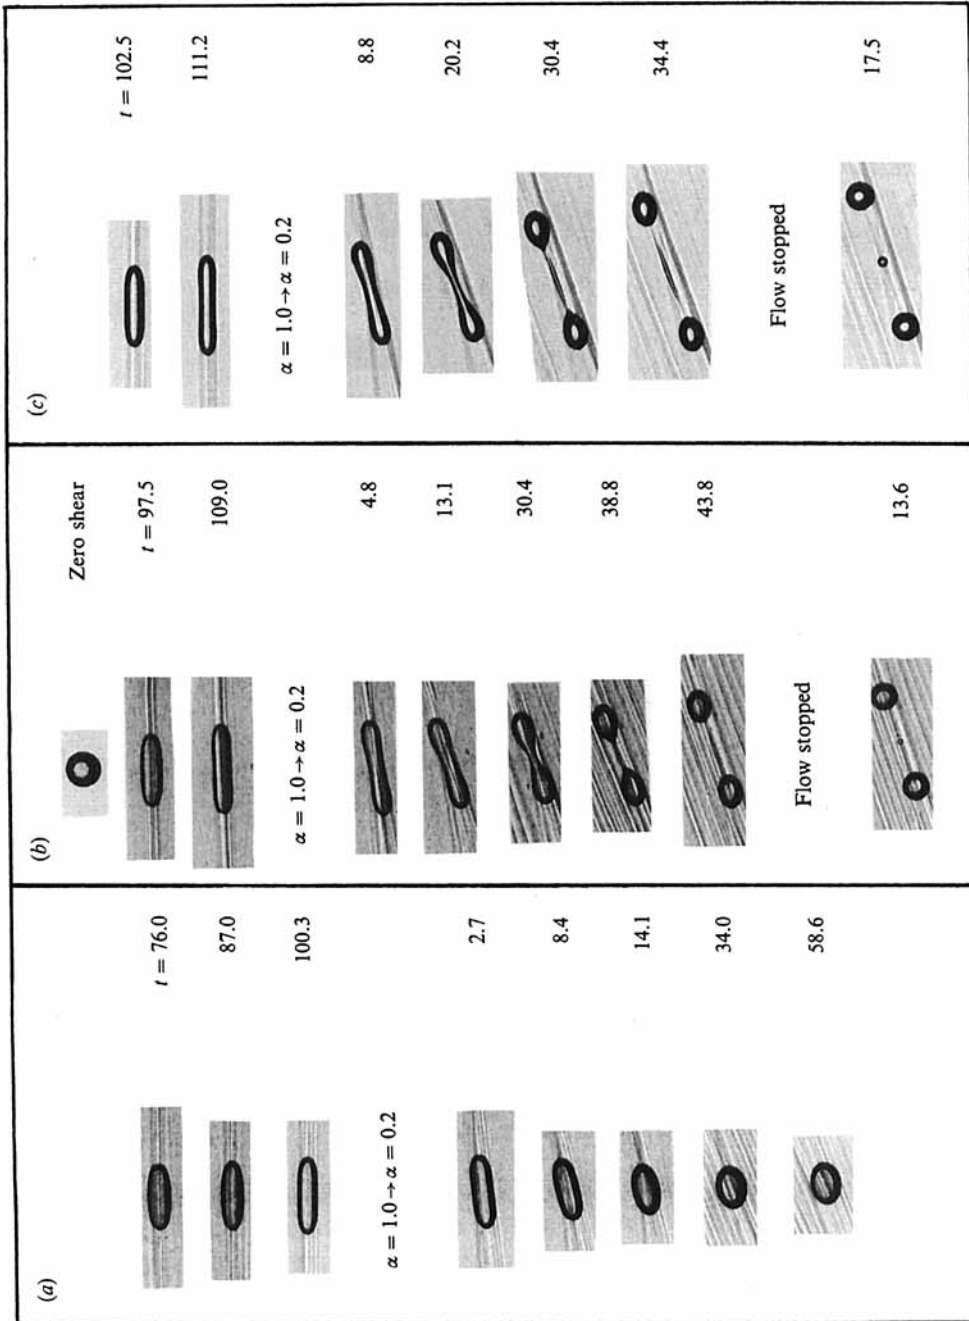 (a)
t = 76.0
87.0
100.3
α = 1.0 → α = 0.2
2.7
8.4
14.1
34.0
58.6
(b)
Zero shear
t = 97.5
109.0
α = 1.0 → α = 0.2
4.8
13.1
30.4
38.8
43.8
Flow stopped
13.6
(c)
t = 102.5
111.2
α = 1.0 → α = 0.2
8.8
20.2
30.4
34.4
Flow stopped
17.5